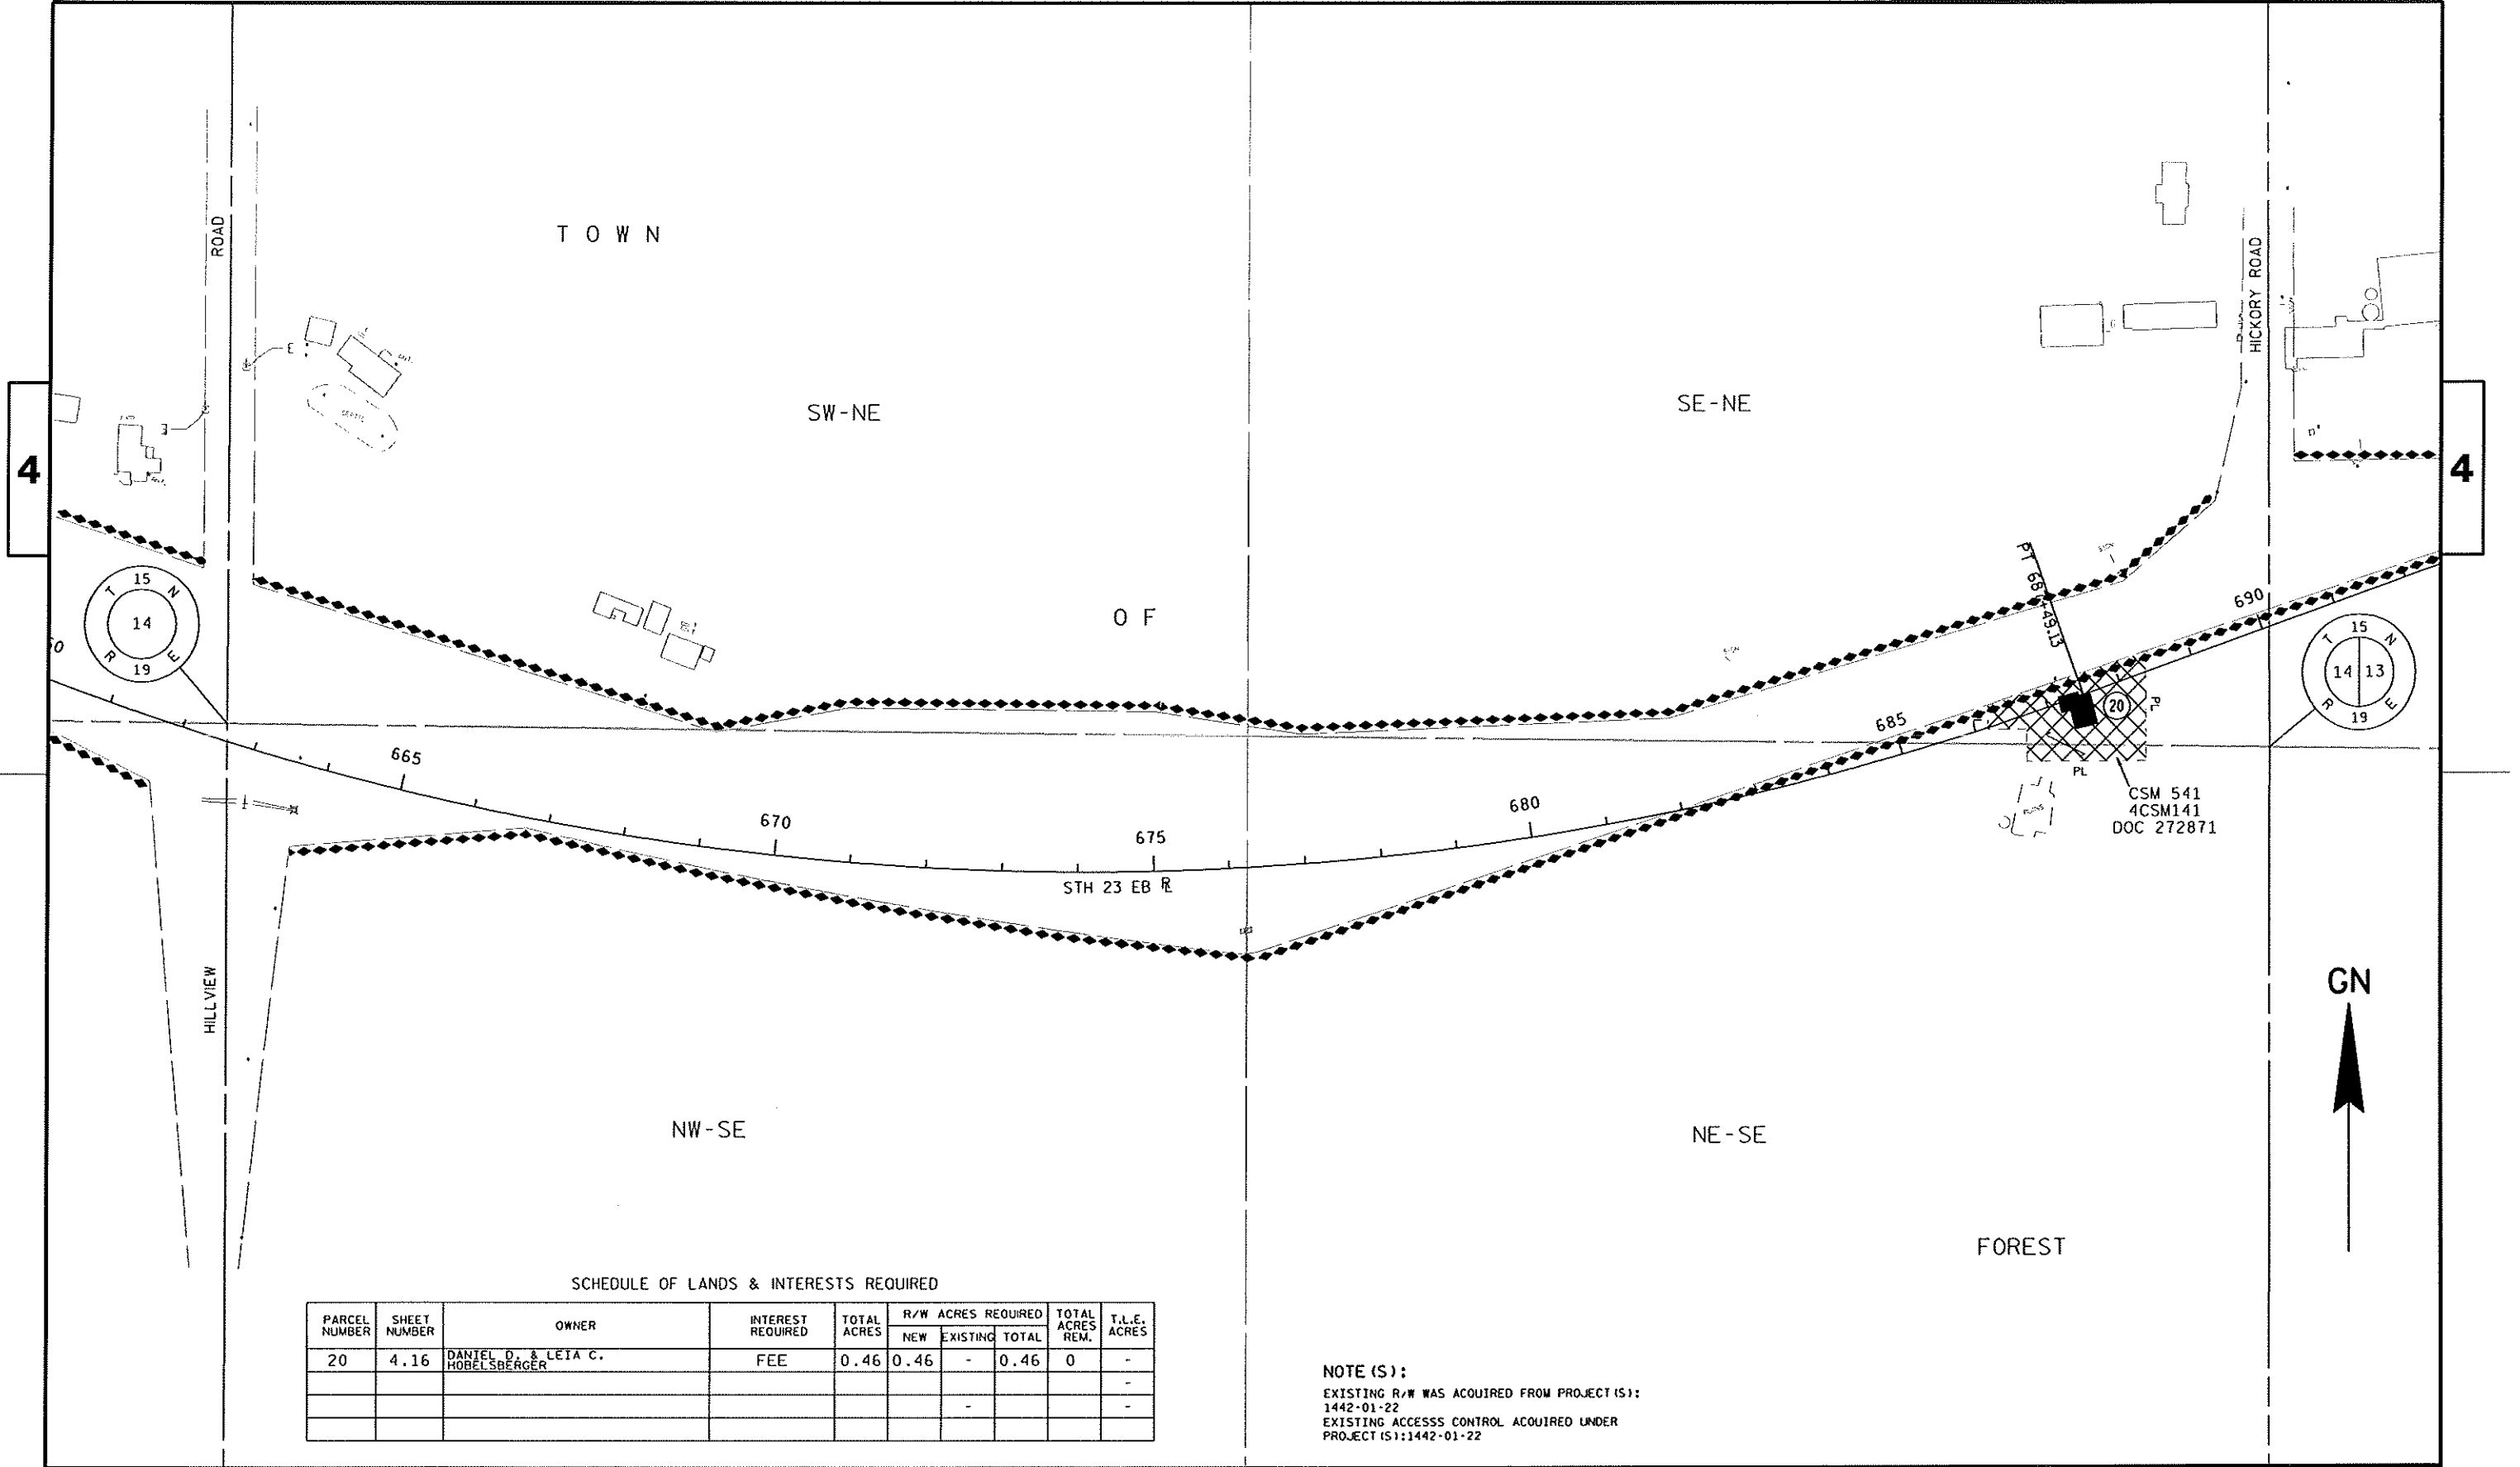 ROAD
T O W N
HICKORY ROAD
SW-NE
SE-NE
SEPTIC
4
4
15
T N
14
R E
19
O F
PT 687+49.13
690
15
T N
14 13
R E
19
685
20
PL
PL
665
670
675
680
STH 23 EB
CSM 541
4CSM141
DOC 272871
HILLVIEW
GN
NW-SE
NE-SE
FOREST
SCHEDULE OF LANDS & INTERESTS REQUIRED
PARCEL NUMBER SHEET NUMBER OWNER INTEREST REQUIRED TOTAL ACRES R/W ACRES REQUIRED TOTAL ACRES REM. T.L.E. ACRES
NEW EXISTING TOTAL
20 4.16 DANIEL D. & LEIA C. HOBELSBERGER FEE 0.46 0.46 - 0.46 0 -
-
- -
NOTE(S):
EXISTING R/W WAS ACQUIRED FROM PROJECT(S):
1442-01-22
EXISTING ACCESSS CONTROL ACQUIRED UNDER
PROJECT(S):1442-01-22